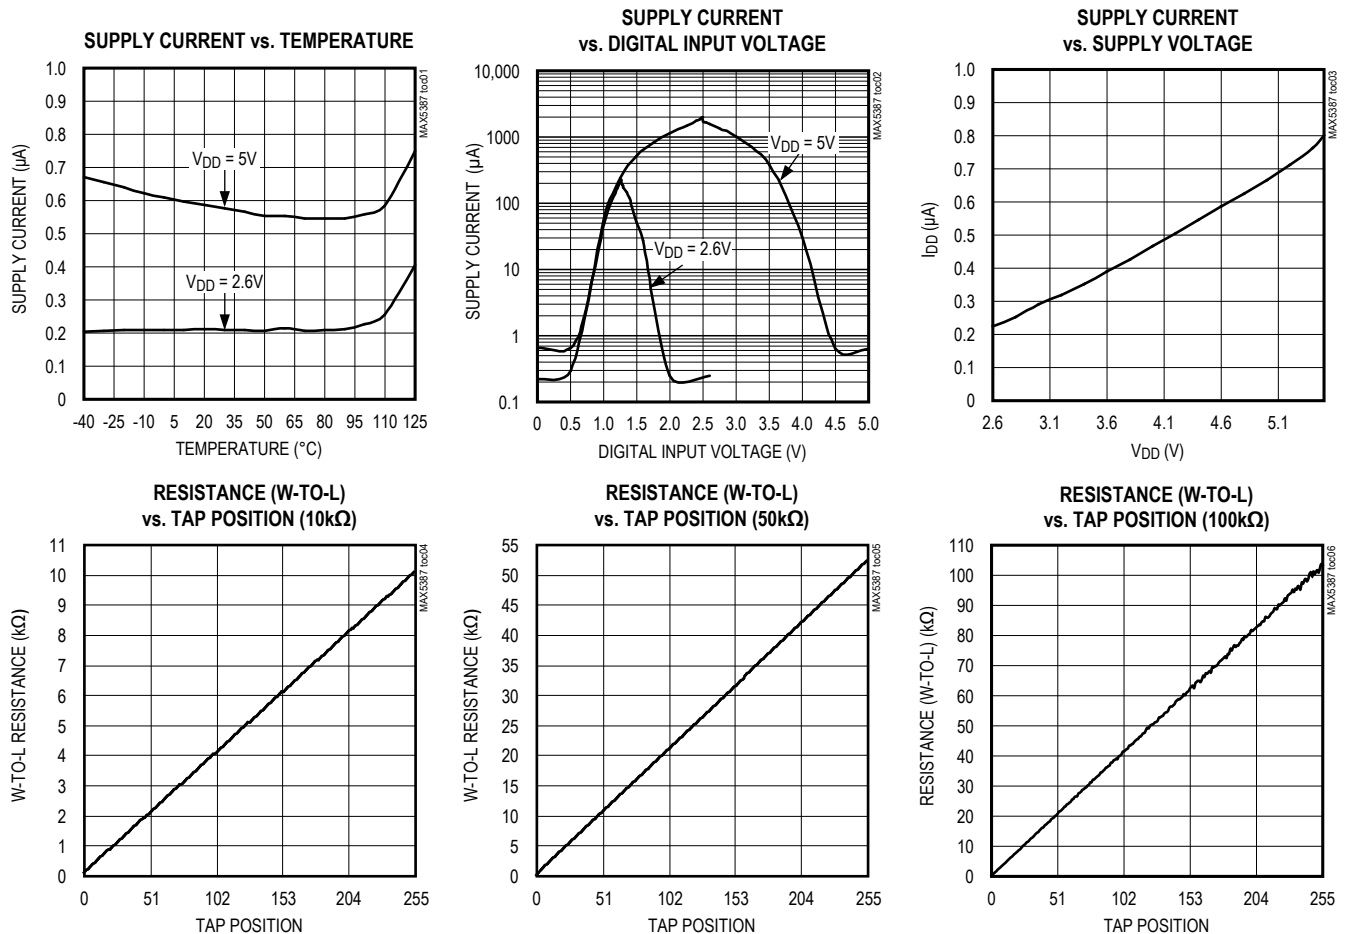 SUPPLY CURRENT vs. TEMPERATURE
MAX5387 toc01
SUPPLY CURRENT (µA)
1.0
0.9
0.8
0.7
0.6
0.5
0.4
0.3
0.2
0.1
0
VDD = 5V
VDD = 2.6V
-40 -25 -10 5 20 35 50 65 80 95 110 125
TEMPERATURE (°C)
SUPPLY CURRENT
vs. DIGITAL INPUT VOLTAGE
MAX5387 toc02
SUPPLY CURRENT (µA)
10,000
1000
100
10
1
0.1
VDD = 5V
VDD = 2.6V
0 0.5 1.0 1.5 2.0 2.5 3.0 3.5 4.0 4.5 5.0
DIGITAL INPUT VOLTAGE (V)
SUPPLY CURRENT
vs. SUPPLY VOLTAGE
MAX5387 toc03
IDD (µA)
1.0
0.9
0.8
0.7
0.6
0.5
0.4
0.3
0.2
0.1
0
2.6 3.1 3.6 4.1 4.6 5.1
VDD (V)
RESISTANCE (W-TO-L)
vs. TAP POSITION (10kΩ)
MAX5387 toc04
W-TO-L RESISTANCE (kΩ)
11
10
9
8
7
6
5
4
3
2
1
0
0 51 102 153 204 255
TAP POSITION
RESISTANCE (W-TO-L)
vs. TAP POSITION (50kΩ)
MAX5387 toc05
W-TO-L RESISTANCE (kΩ)
55
50
45
40
35
30
25
20
15
10
5
0
0 51 102 153 204 255
TAP POSITION
RESISTANCE (W-TO-L)
vs. TAP POSITION (100kΩ)
MAX5387 toc06
RESISTANCE (W-TO-L) (kΩ)
110
100
90
80
70
60
50
40
30
20
10
0
0 51 102 153 204 255
TAP POSITION